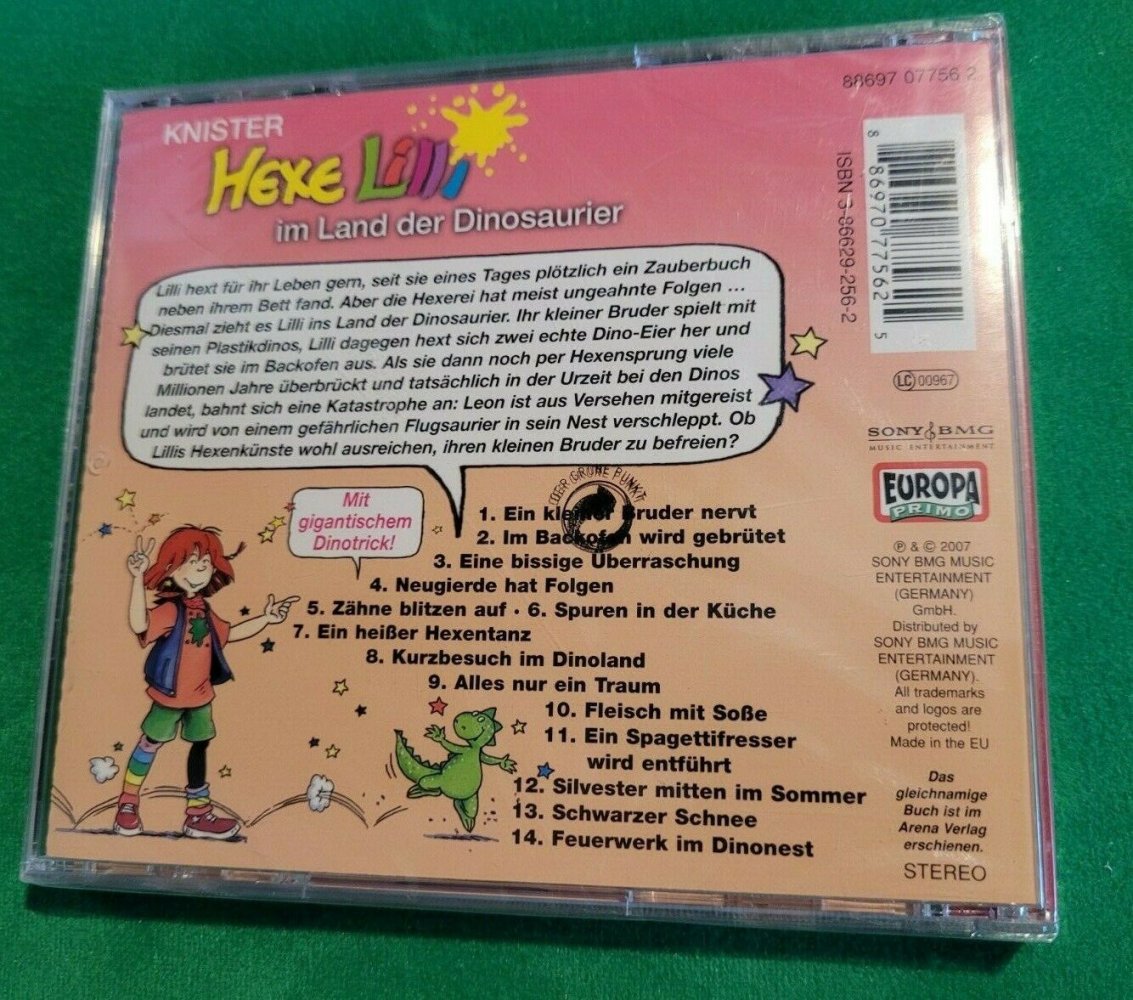 88697 07756 2
KNISTER
HEXE Lilli
im Land der Dinosaurier
8 86970 77562 5
ISBN 3-86629-256-2
Lilli hext für ihr Leben gern, seit sie eines Tages plötzlich ein Zauberbuch
neben ihrem Bett fand. Aber die Hexerei hat meist ungeahnte Folgen ...
Diesmal zieht es Lilli ins Land der Dinosaurier. Ihr kleiner Bruder spielt mit
seinen Plastikdinos, Lilli dagegen hext sich zwei echte Dino-Eier her und
brütet sie im Backofen aus. Als sie dann noch per Hexensprung viele
Millionen Jahre überbrückt und tatsächlich in der Urzeit bei den Dinos
landet, bahnt sich eine Katastrophe an: Leon ist aus Versehen mitgereist
und wird von einem gefährlichen Flugsaurier in sein Nest verschleppt. Ob
Lillis Hexenkünste wohl ausreichen, ihren kleinen Bruder zu befreien?
LC 00967
SONY BMG
MUSIC ENTERTAINMENT
EUROPA
PRIMO
Mit
gigantischem
Dinotrick!
DER GRÜNE PUNKT
1. Ein kleiner Bruder nervt
2. Im Backofen wird gebrütet
3. Eine bissige Überraschung
4. Neugierde hat Folgen
5. Zähne blitzen auf · 6. Spuren in der Küche
7. Ein heißer Hexentanz
8. Kurzbesuch im Dinoland
9. Alles nur ein Traum
10. Fleisch mit Soße
11. Ein Spagettifresser
wird entführt
12. Silvester mitten im Sommer
13. Schwarzer Schnee
14. Feuerwerk im Dinonest
℗ & © 2007
SONY BMG MUSIC
ENTERTAINMENT
(GERMANY)
GmbH.
Distributed by
SONY BMG MUSIC
ENTERTAINMENT
(GERMANY).
All trademarks
and logos are
protected!
Made in the EU
Das
gleichnamige
Buch ist im
Arena Verlag
erschienen.
STEREO